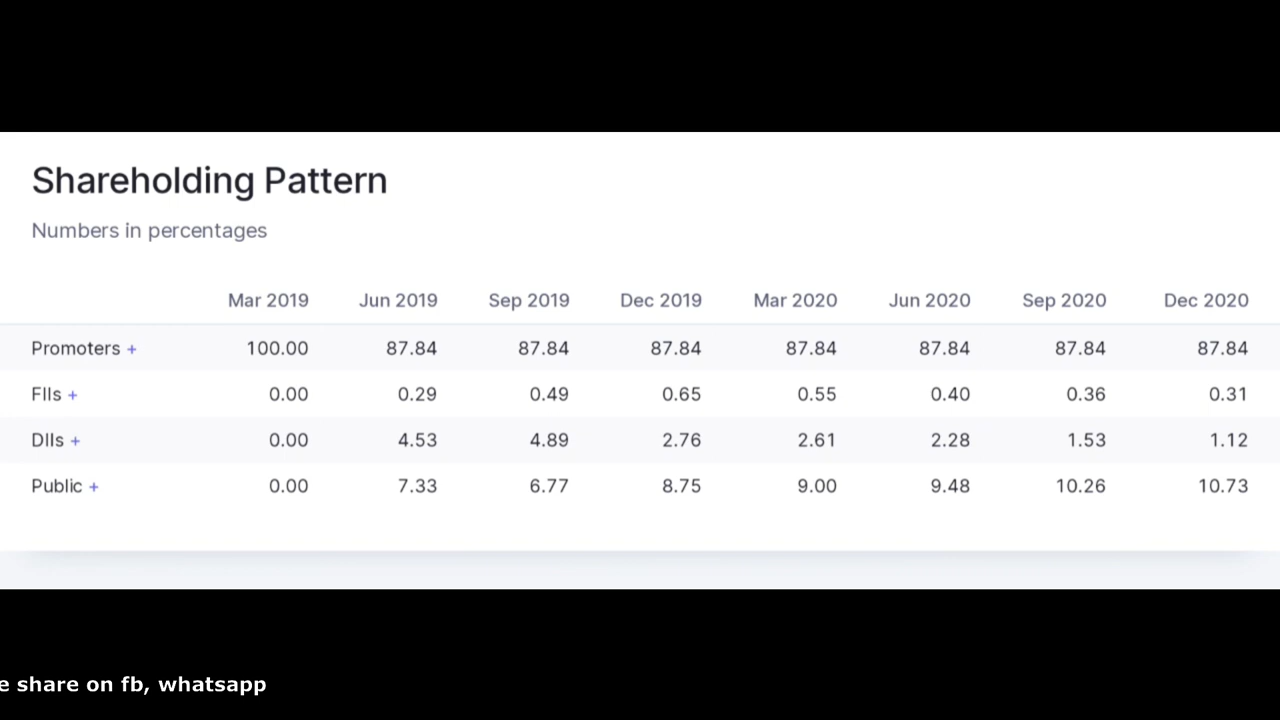 Shareholding Pattern
Numbers in percentages
Mar 2019 Jun 2019 Sep 2019 Dec 2019 Mar 2020 Jun 2020 Sep 2020 Dec 2020
Promoters + 100.00 87.84 87.84 87.84 87.84 87.84 87.84 87.84
FIIs + 0.00 0.29 0.49 0.65 0.55 0.40 0.36 0.31
DIIs + 0.00 4.53 4.89 2.76 2.61 2.28 1.53 1.12
Public + 0.00 7.33 6.77 8.75 9.00 9.48 10.26 10.73
e share on fb, whatsapp